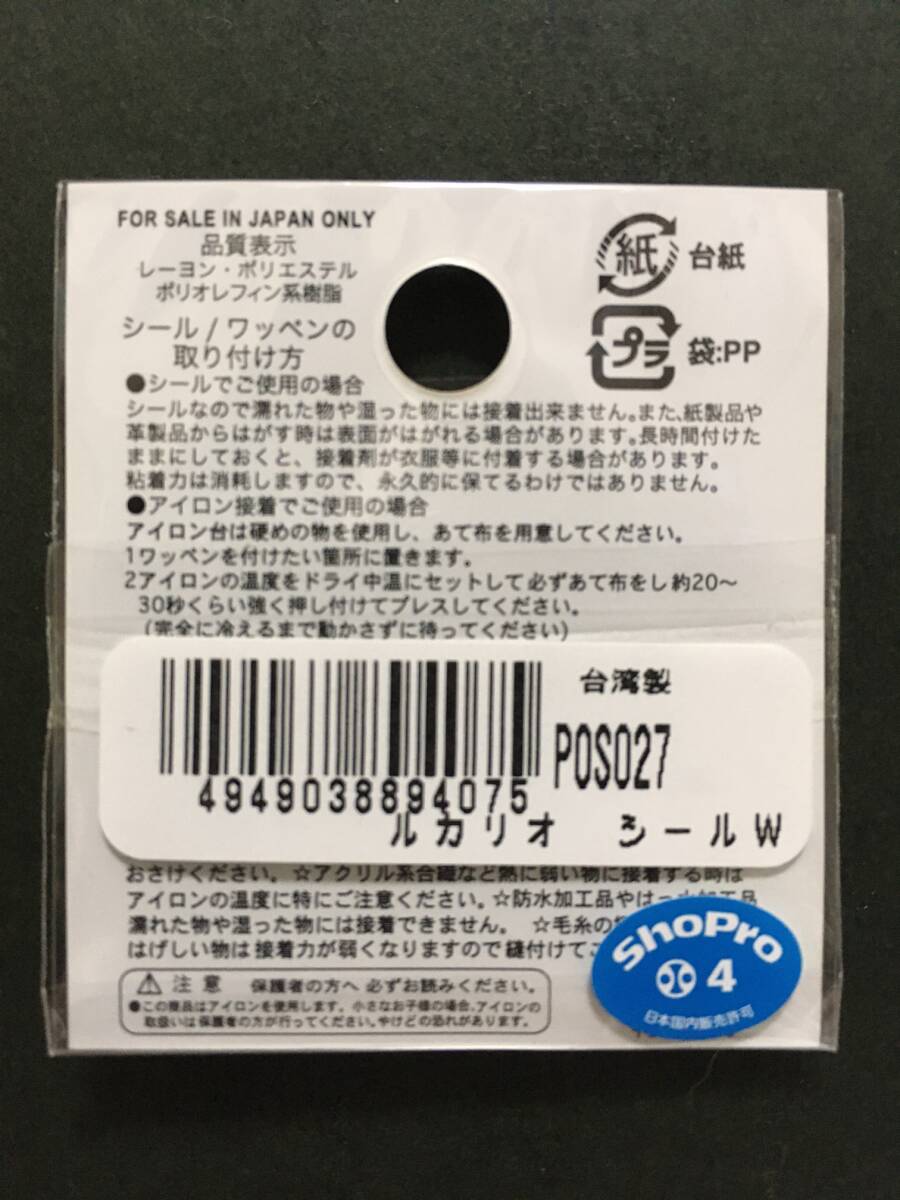 FOR SALE IN JAPAN ONLY
品質表示
レーヨン・ポリエステル
ポリオレフィン系樹脂
紙 台紙
プラ 袋:PP
シール/ワッペンの
取り付け方
●シールでご使用の場合
シールなので濡れた物や湿った物には接着出来ません。また、紙製品や
革製品からはがす時は表面がはがれる場合があります。長時間付けた
ままにしておくと、接着剤が衣服等に付着する場合があります。
粘着力は消耗しますので、永久的に保てるわけではありません。
●アイロン接着でご使用の場合
アイロン台は硬めの物を使用し、あて布を用意してください。
1ワッペンを付けたい箇所に置きます。
2アイロンの温度をドライ中温にセットして必ずあて布をし約20〜
30秒くらい強く押し付けてプレスしてください。
(完全に冷えるまで動かさずに待ってください)
台湾製
POS027
4949038894075
ルカリオ シールW
おさけください。☆アクリル系合繊など熱に弱い物に接着する時は
アイロンの温度に特にご注意ください。☆防水加工品やはっ水加工品
濡れた物や湿った物には接着できません。 ☆毛糸の
はげしい物は接着力が弱くなりますので縫付けてご
⚠注意 保護者の方へ必ずお読みください。
●この商品はアイロンを使用します。小さなお子様の場合、アイロンの
取扱いは保護者の方が行ってください。やけどの恐れがあります。
ShoPro
4
日本国内販売許可